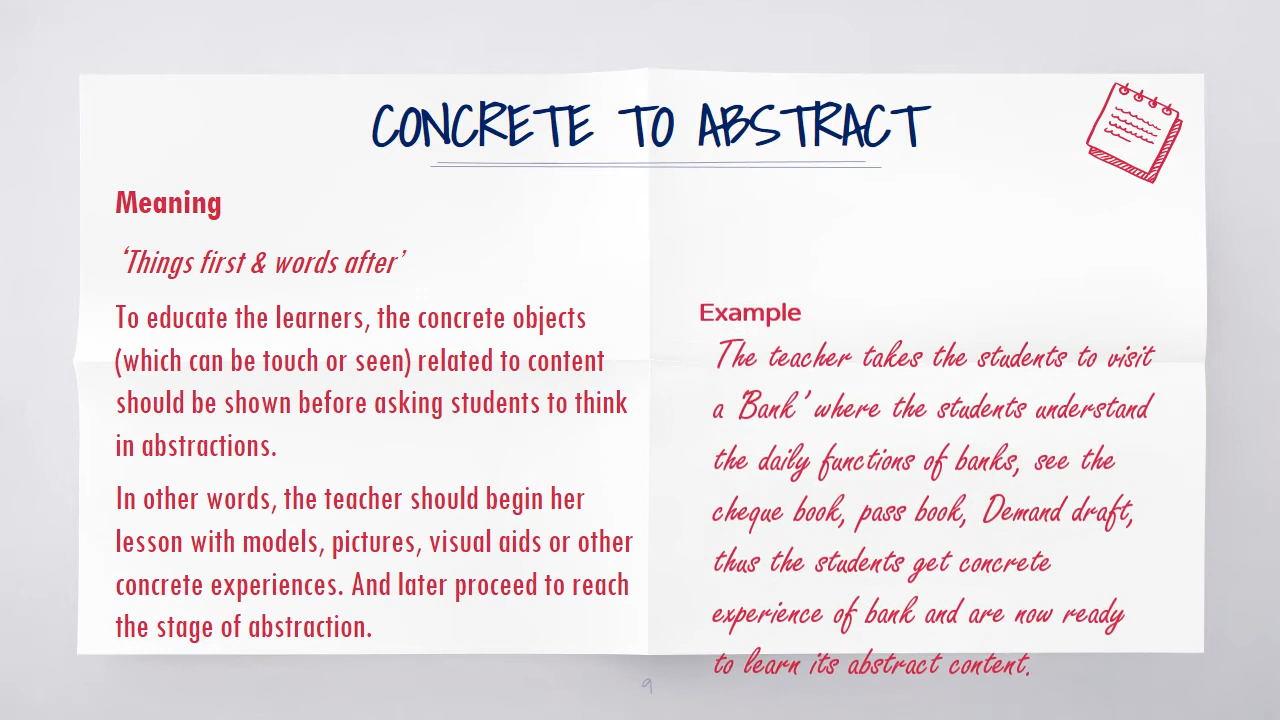 CONCRETE TO ABSTRACT
Meaning
‘Things first & words after’
To educate the learners, the concrete objects
(which can be touch or seen) related to content
should be shown before asking students to think
in abstractions.
In other words, the teacher should begin her
lesson with models, pictures, visual aids or other
concrete experiences. And later proceed to reach
the stage of abstraction.
Example
The teacher takes the students to visit
a ‘Bank’ where the students understand
the daily functions of banks, see the
cheque book, pass book, Demand draft,
thus the students get concrete
experience of bank and are now ready
to learn its abstract content.
9